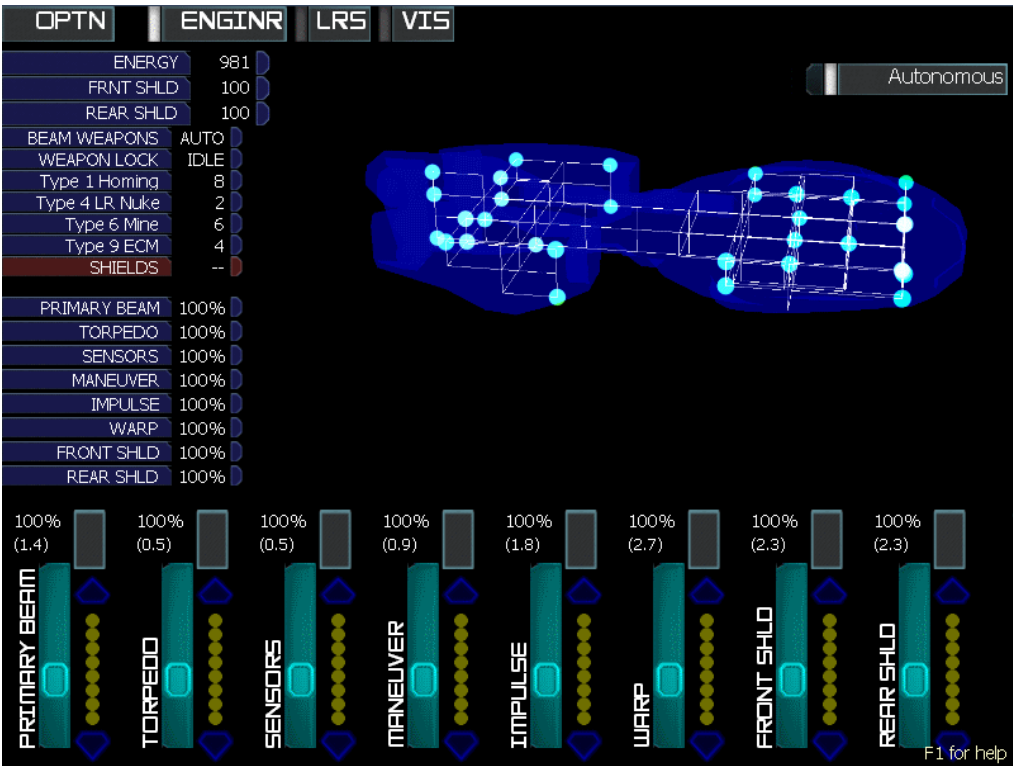 OPTN ENGINR LRS VIS
ENERGY 981
Autonomous
FRNT SHLD 100
REAR SHLD 100
BEAM WEAPONS AUTO
WEAPON LOCK IDLE
Type 1 Homing 8
Type 4 LR Nuke 2
Type 6 Mine 6
Type 9 ECM 4
SHIELDS --
PRIMARY BEAM 100%
TORPEDO 100%
SENSORS 100%
MANEUVER 100%
IMPULSE 100%
WARP 100%
FRONT SHLD 100%
REAR SHLD 100%
100% 100% 100% 100% 100% 100% 100% 100%
(1.4) (0.5) (0.5) (0.9) (1.8) (2.7) (2.3) (2.3)
PRIMARY BEAM
TORPEDO
SENSORS
MANEUVER
IMPULSE
WARP
FRONT SHLD
REAR SHLD
F1 for help